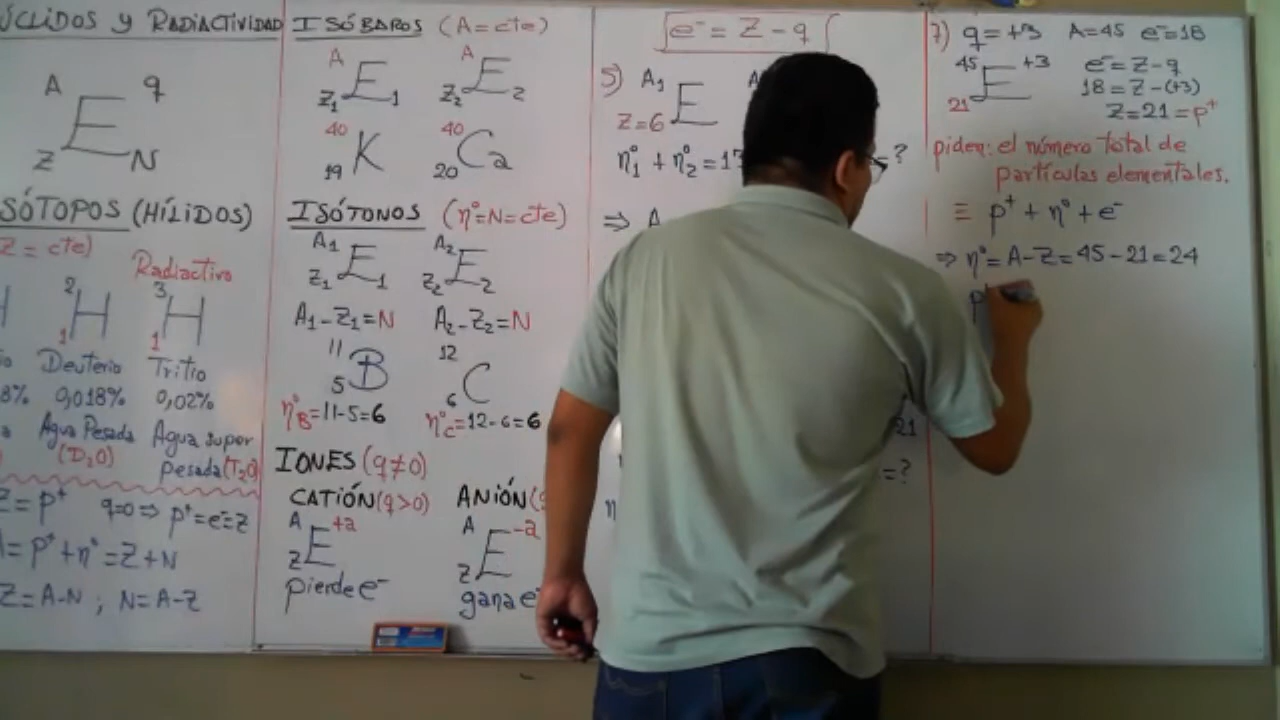 ÚCLIDOS y RADIACTIVIDAD
A q
E
Z N
SÓTOPOS (HÍLIDOS)
Z = cte)
Radiactivo
2 H 1
3 H 1
Deuterio Tritio
8% 0,018% 0,02%
Agua Pesada (D2O)
Agua super pesada (T2O)
Z = p+ q=0 ⇒ p+ = e- = z
A = p+ + n° = Z + N
Z = A-N ; N = A-Z
ISÓBAROS (A = cte)
A E Z1 1
A E Z2 2
40 K 19
40 Ca 20
ISÓTONOS (n° = N = cte)
A1 E Z1 1
A2 E Z2 2
A1 - Z1 = N A2 - Z2 = N
11 B 5
12 C 6
n°B = 11-5 = 6 n°C = 12-6 = 6
IONES (q ≠ 0)
CATIÓN (q>0) ANIÓN (
A E +a Z
A E -a Z
pierde e- gana e-
e- = Z - q
5) A1 E A
Z = 6
n°1 + n°2 = 1 = ?
⇒ A
21
= ?
n
7) q = +3 A = 45 e- = 18
45 E +3 21
e- = Z - q
18 = Z - (+3)
Z = 21 = p+
piden: el número total de
partículas elementales.
≡ p+ + n° + e-
⇒ n° = A - Z = 45 - 21 = 24
p